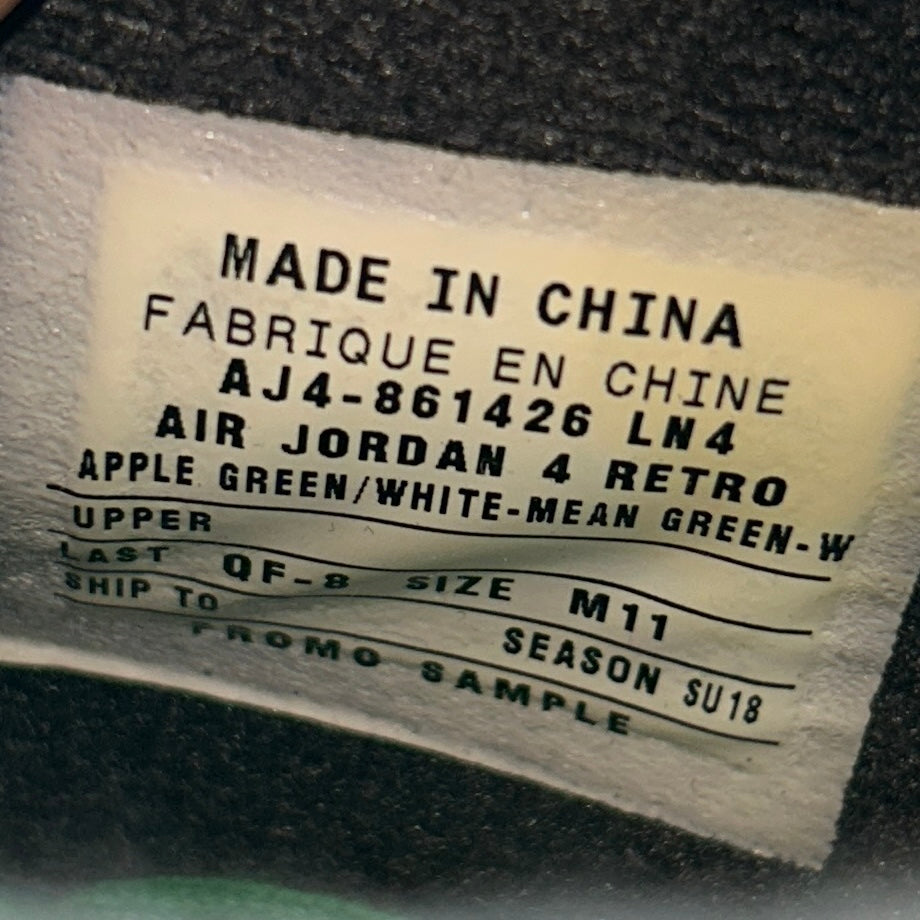 MADE IN CHINA
FABRIQUE EN CHINE
AJ4-861426 LN4
AIR JORDAN 4 RETRO
APPLE GREEN/WHITE-MEAN GREEN-W
UPPER
LAST QF-8 SIZE M11
SHIP TO SEASON SU18
PROMO SAMPLE